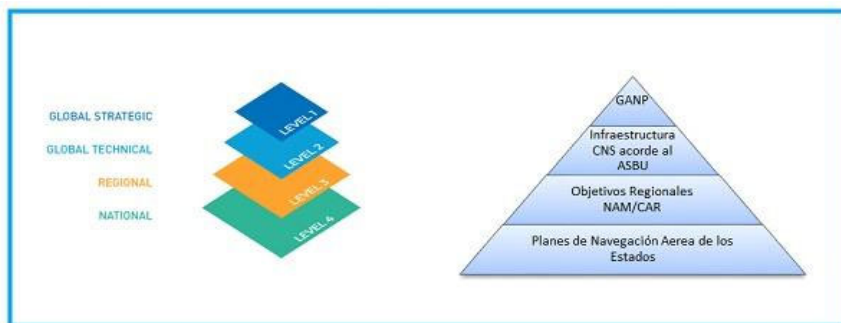 GLOBAL STRATEGIC
GLOBAL TECHNICAL
REGIONAL
NATIONAL
LEVEL 1
LEVEL 2
LEVEL 3
LEVEL 4
GANP
Infraestructura
CNS acorde al
ASBU
Objetivos Regionales
NAM/CAR
Planes de Navegación Aerea de los
Estados